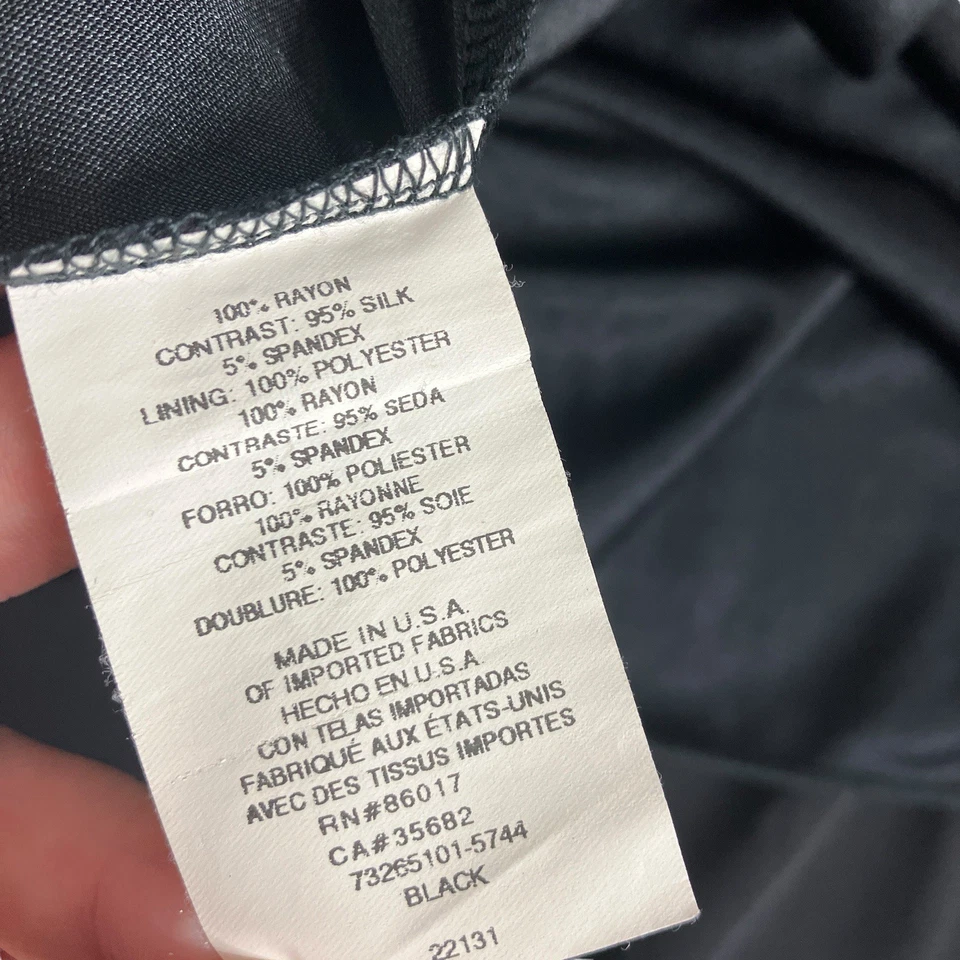 100% RAYON
CONTRAST: 95% SILK
5% SPANDEX
LINING: 100% POLYESTER
100% RAYON
CONTRASTE: 95% SEDA
5% SPANDEX
FORRO: 100% POLIESTER
100% RAYONNE
CONTRASTE: 95% SOIE
5% SPANDEX
DOUBLURE: 100% POLYESTER
MADE IN U.S.A.
OF IMPORTED FABRICS
HECHO EN U.S.A.
CON TELAS IMPORTADAS
FABRIQUÉ AUX ÉTATS-UNIS
AVEC DES TISSUS IMPORTES
RN#86017
CA#35682
73265101-5744
BLACK
22131